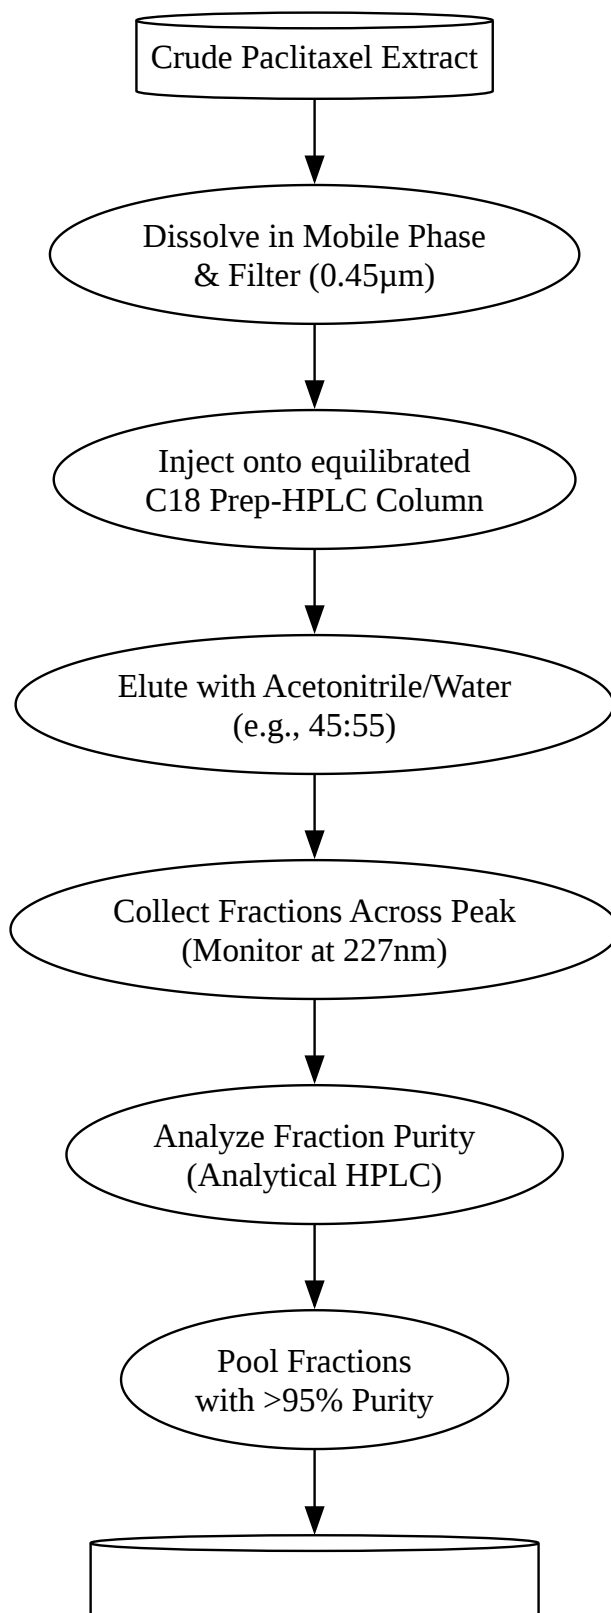 Crude Paclitaxel Extract
Dissolve in Mobile Phase
& Filter (0.45µm)
Inject onto equilibrated
C18 Prep-HPLC Column
Elute with Acetonitrile/Water
(e.g., 45:55)
Collect Fractions Across Peak
(Monitor at 227nm)
Analyze Fraction Purity
(Analytical HPLC)
Pool Fractions
with >95% Purity